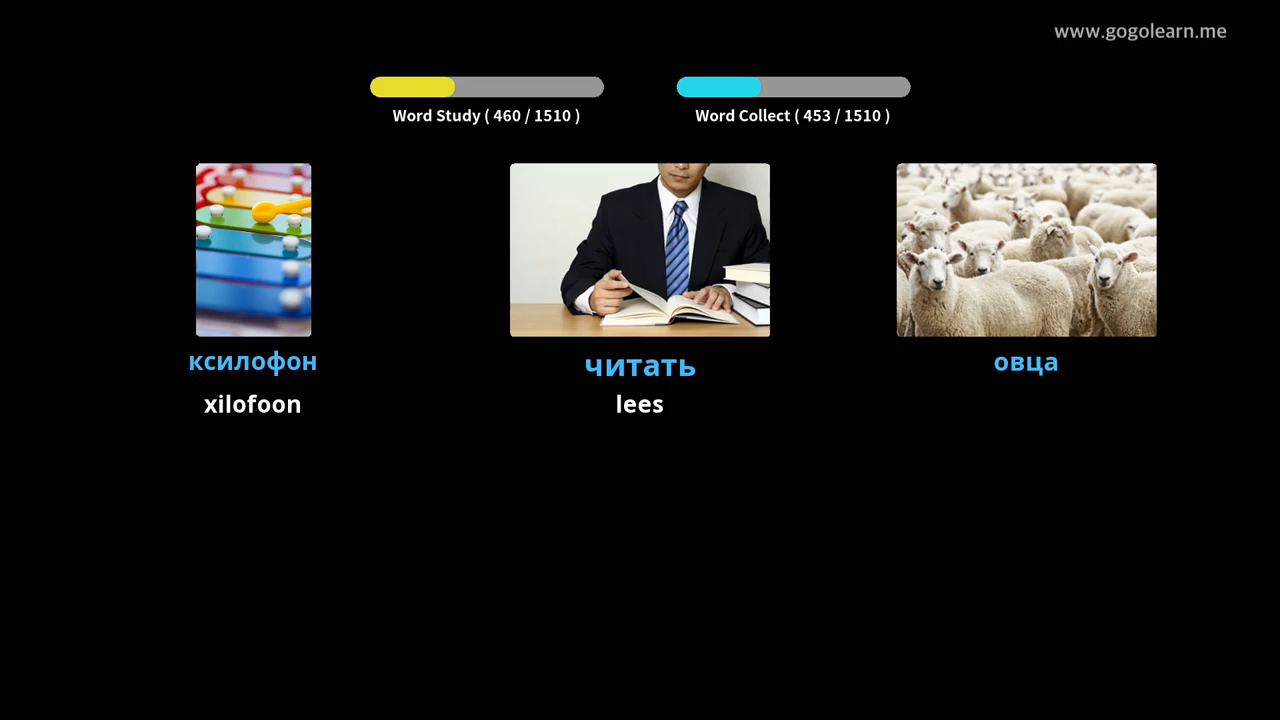 www.gogolearn.me
Word Study ( 460 / 1510 )
Word Collect ( 453 / 1510 )
ксилофон
xilofoon
читать
lees
овца